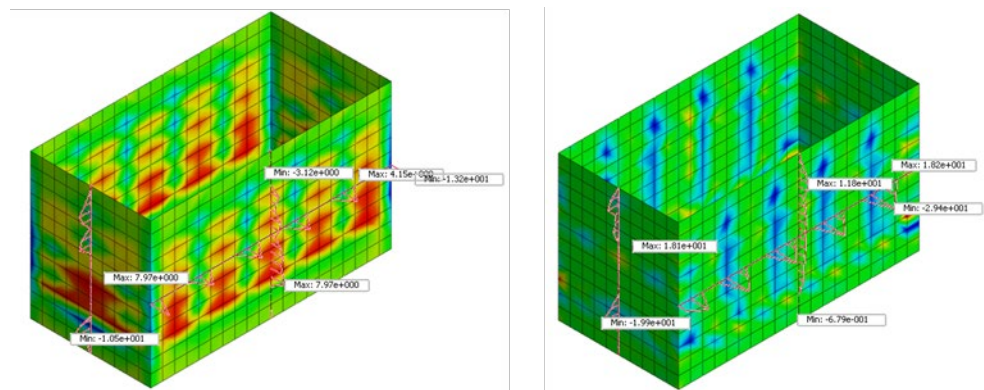 Min: -3.12e+000
Max: 4.15e+000
Min: -1.32e+001
Max: 7.97e+000
Max: 7.97e+000
Min: -1.05e+001
Max: 1.82e+001
Max: 1.18e+001
Min: -2.94e+001
Max: 1.81e+001
Min: -1.99e+001
Min: -6.79e-001